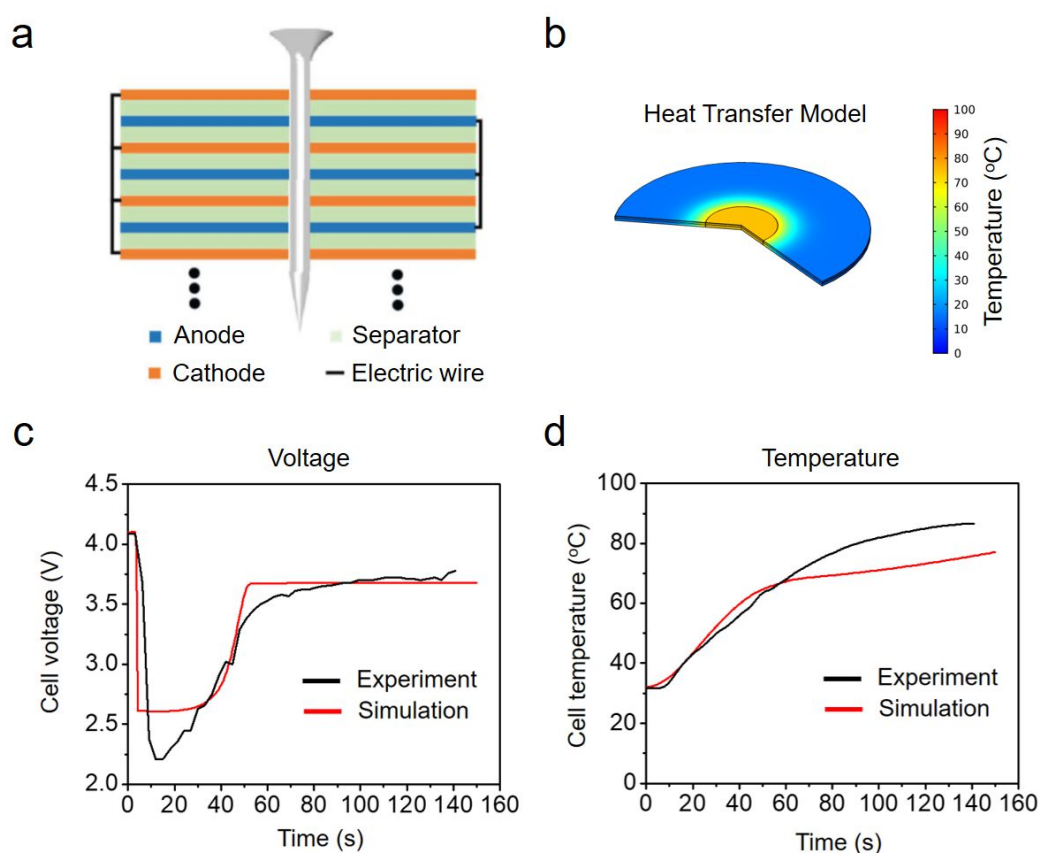 a
Anode
Separator
Cathode
Electric wire
b
Heat Transfer Model
100
90
80
70
60
50
40
30
20
10
0
Temperature (°C)
c
Voltage
4.5
4.0
3.5
3.0
2.5
2.0
Cell voltage (V)
Experiment
Simulation
0 20 40 60 80 100 120 140 160
Time (s)
d
Temperature
100
80
60
40
20
0
Cell temperature (°C)
Experiment
Simulation
0 20 40 60 80 100 120 140 160
Time (s)